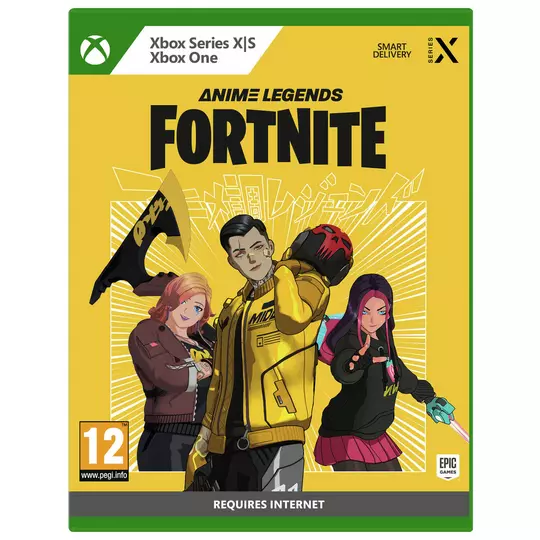 Xbox Series X|S
Xbox One
SMART
DELIVERY
SERIES X
ANIME LEGENDS
FORTNITE
12
www.pegi.info
EPIC
GAMES
REQUIRES INTERNET